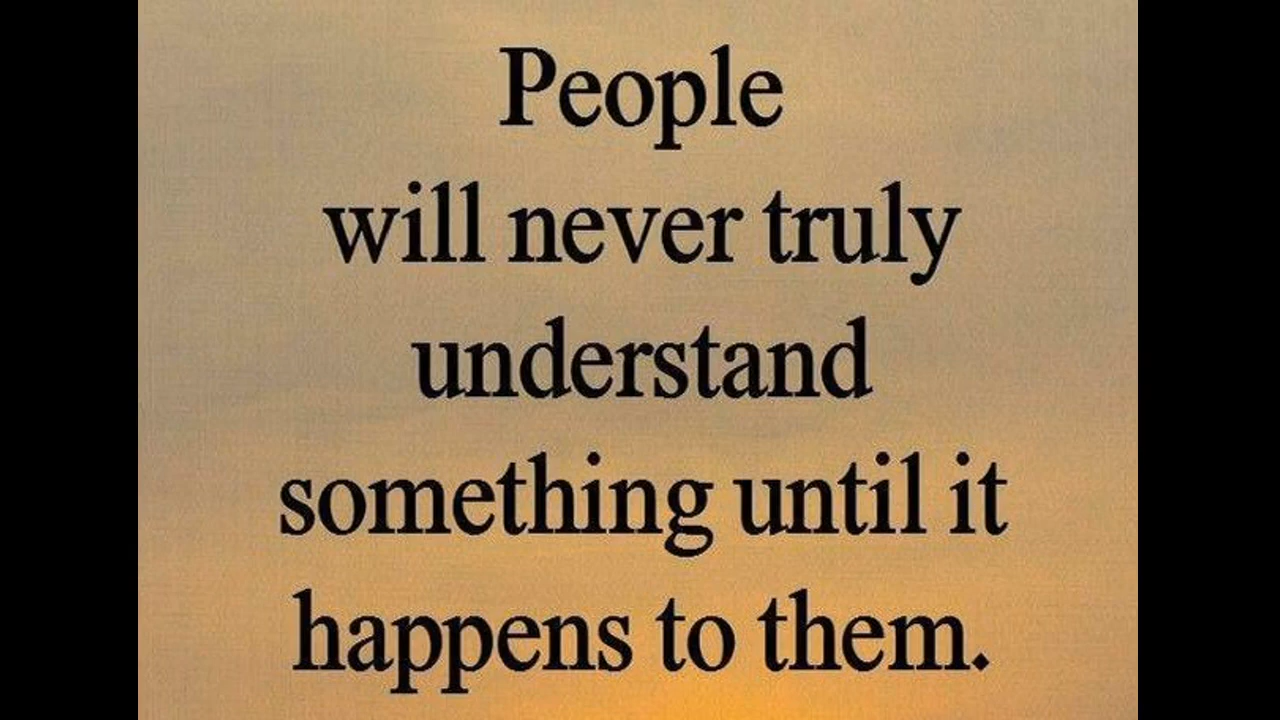 People
will never truly
understand
something until it
happens to them.